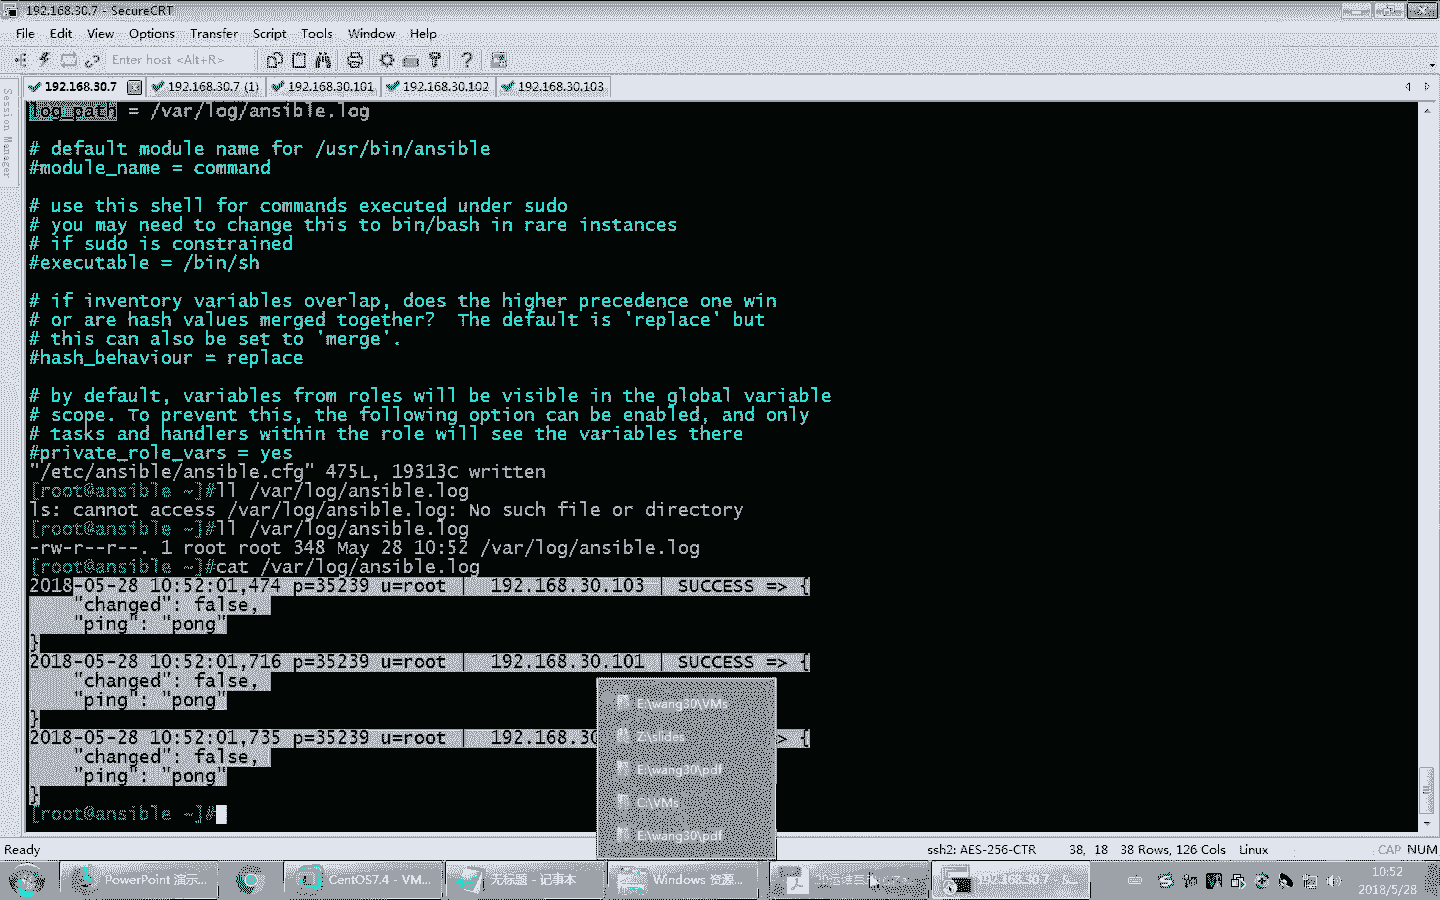 192.168.30.7 - SecureCRT
File Edit View Options Transfer Script Tools Window Help
Enter host <Alt+R>
192.168.30.7 192.168.30.7 (1) 192.168.30.101 192.168.30.102 192.168.30.103
Session Manager
log_path = /var/log/ansible.log
# default module name for /usr/bin/ansible
#module_name = command
# use this shell for commands executed under sudo
# you may need to change this to bin/bash in rare instances
# if sudo is constrained
#executable = /bin/sh
# if inventory variables overlap, does the higher precedence one win
# or are hash values merged together?  The default is 'replace' but
# this can also be set to 'merge'.
#hash_behaviour = replace
# by default, variables from roles will be visible in the global variable
# scope. To prevent this, the following option can be enabled, and only
# tasks and handlers within the role will see the variables there
#private_role_vars = yes
"/etc/ansible/ansible.cfg" 475L, 19313C written
[root@ansible ~]#ll /var/log/ansible.log
ls: cannot access /var/log/ansible.log: No such file or directory
[root@ansible ~]#ll /var/log/ansible.log
-rw-r--r--. 1 root root 348 May 28 10:52 /var/log/ansible.log
[root@ansible ~]#cat /var/log/ansible.log
2018-05-28 10:52:01,474 p=35239 u=root |  192.168.30.103 | SUCCESS => {
    "changed": false,
    "ping": "pong"
}
2018-05-28 10:52:01,716 p=35239 u=root |  192.168.30.101 | SUCCESS => {
    "changed": false,
    "ping": "pong"
}
2018-05-28 10:52:01,735 p=35239 u=root |  192.168.30 > {
    "changed": false,
    "ping": "pong"
}
[root@ansible ~]#
E:\wang30\VMs
Z:\slides
E:\wang30\pdf
C:\VMs
E:\wang30\pdf
Ready ssh2: AES-256-CTR 38, 18 38 Rows, 126 Cols Linux CAP NUM
PowerPoint 演示... CentOS7.4 - VM... 无标题 - 记事本 Windows 资源... 192.168.30.7 10:52
2018/5/28